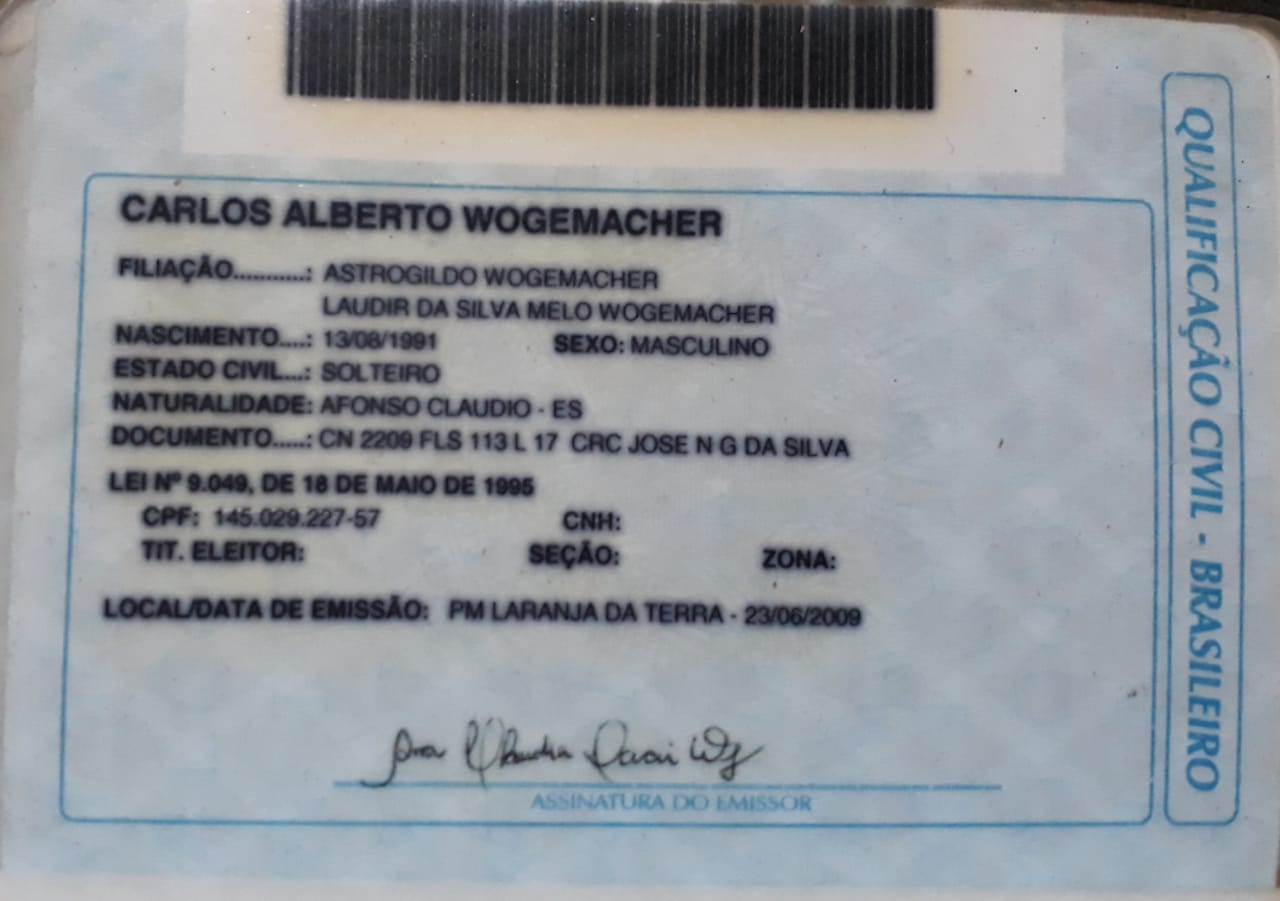 CARLOS ALBERTO WOGEMACHER
FILIAÇÃO...........: ASTROGILDO WOGEMACHER
LAUDIR DA SILVA MELO WOGEMACHER
NASCIMENTO....: 13/08/1991 SEXO: MASCULINO
ESTADO CIVIL...: SOLTEIRO
NATURALIDADE: AFONSO CLAUDIO - ES
DOCUMENTO.....: CN 2209 FLS 113 L 17 CRC JOSE N G DA SILVA
LEI Nº 9.049, DE 18 DE MAIO DE 1995
CPF: 145.029.227-57 CNH:
TIT. ELEITOR: SEÇÃO: ZONA:
LOCAL/DATA DE EMISSÃO: PM LARANJA DA TERRA - 23/06/2009
ASSINATURA DO EMISSOR
QUALIFICAÇÃO CIVIL - BRASILEIRO